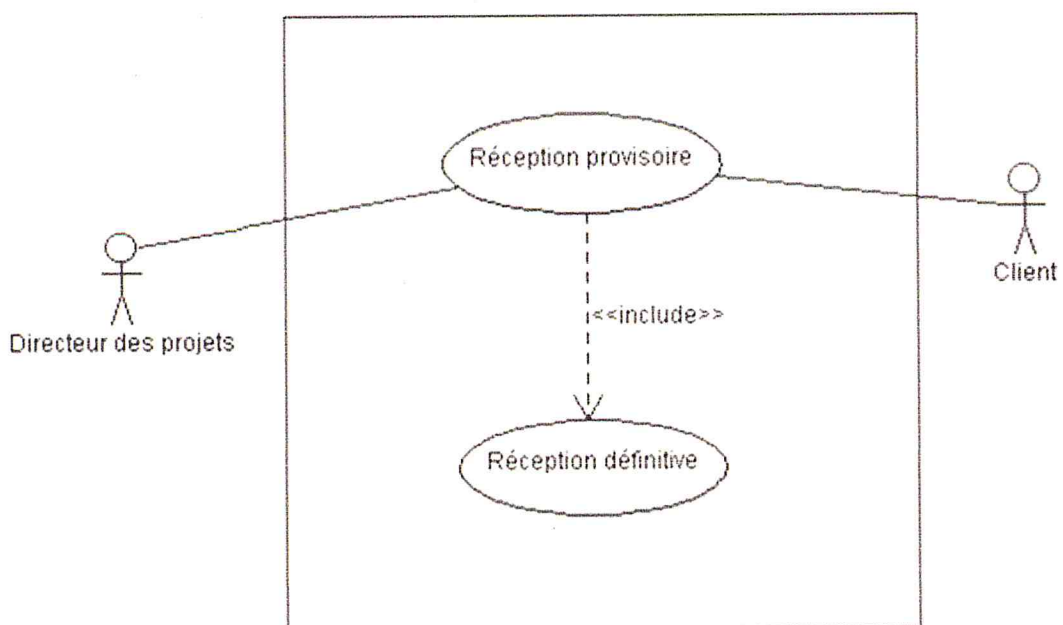 Réception provisoire
Client
Directeur des projets
<<include>>
Réception définitive